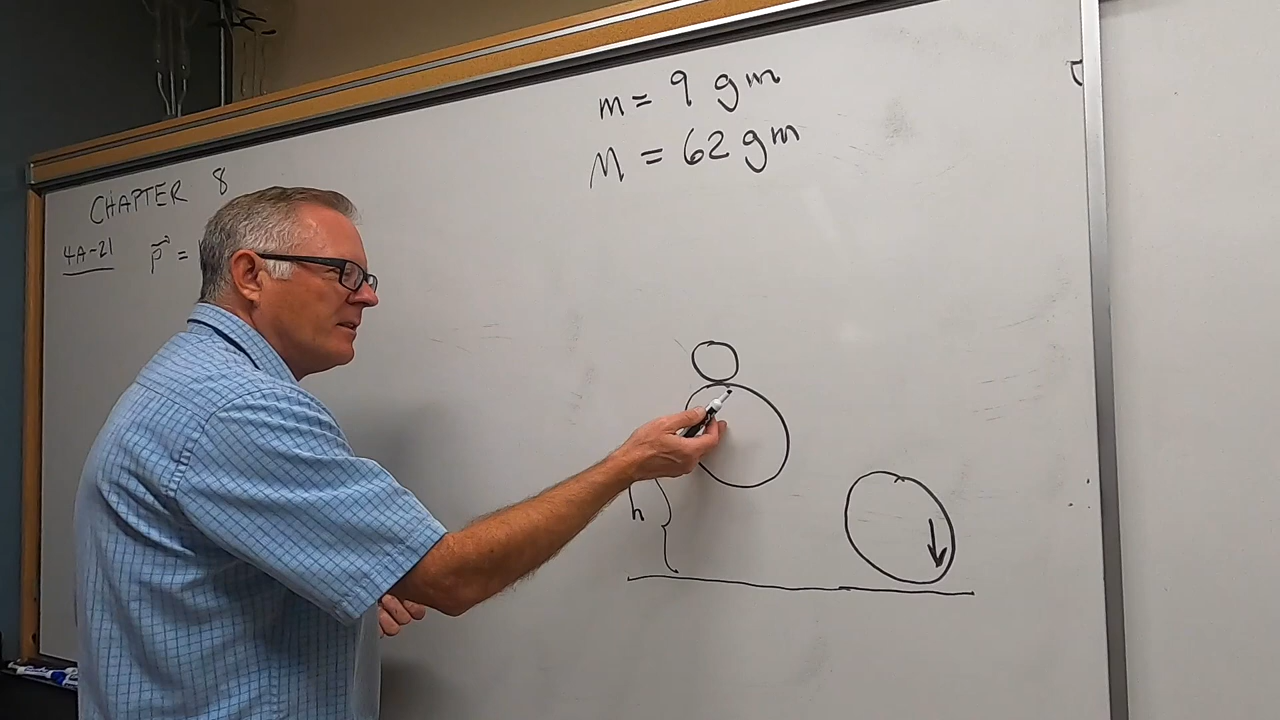 m = 9 gm
M = 62 gm
CHAPTER 8
4A-21 p⃗ =
h